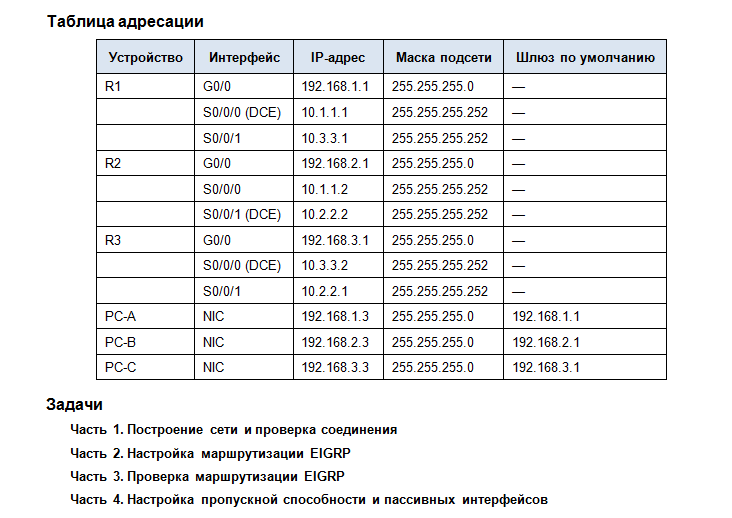 Таблица адресации
Устройство Интерфейс IP-адрес Маска подсети Шлюз по умолчанию
R1 G0/0 192.168.1.1 255.255.255.0 —
S0/0/0 (DCE) 10.1.1.1 255.255.255.252 —
S0/0/1 10.3.3.1 255.255.255.252 —
R2 G0/0 192.168.2.1 255.255.255.0 —
S0/0/0 10.1.1.2 255.255.255.252 —
S0/0/1 (DCE) 10.2.2.2 255.255.255.252 —
R3 G0/0 192.168.3.1 255.255.255.0 —
S0/0/0 (DCE) 10.3.3.2 255.255.255.252 —
S0/0/1 10.2.2.1 255.255.255.252 —
PC-A NIC 192.168.1.3 255.255.255.0 192.168.1.1
PC-B NIC 192.168.2.3 255.255.255.0 192.168.2.1
PC-C NIC 192.168.3.3 255.255.255.0 192.168.3.1
Задачи
Часть 1. Построение сети и проверка соединения
Часть 2. Настройка маршрутизации EIGRP
Часть 3. Проверка маршрутизации EIGRP
Часть 4. Настройка пропускной способности и пассивных интерфейсов